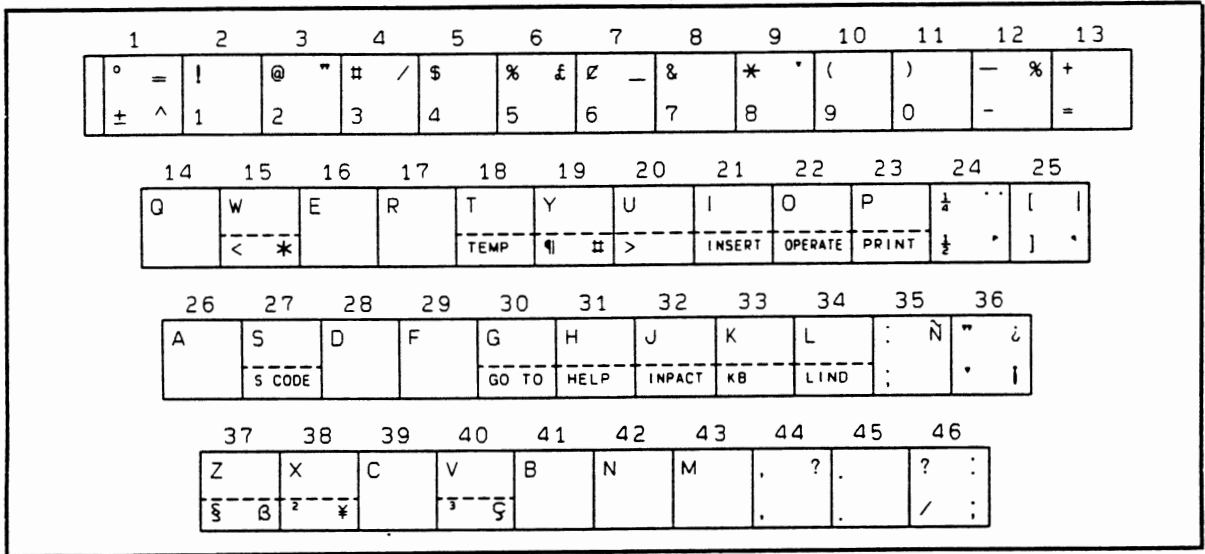 1 2 3 4 5 6 7 8 9 10 11 12 13
° = ! @ " # / $ % £ ¢ _ & * ' ( ) — % +
± ^ 1 2 3 4 5 6 7 8 9 0 - =
14 15 16 17 18 19 20 21 22 23 24 25
Q W E R T Y U I O P ¼ ¨ [ |
< * TEMP ¶ # > INSERT OPERATE PRINT ½ ' ] '
26 27 28 29 30 31 32 33 34 35 36
A S D F G H J K L : Ñ " ¿
S CODE GO TO HELP INPACT KB LIND ; ' ¡
37 38 39 40 41 42 43 44 45 46
Z X C V B N M , ? . ? :
§ ß ² ¥ ³ Ç , . / ;